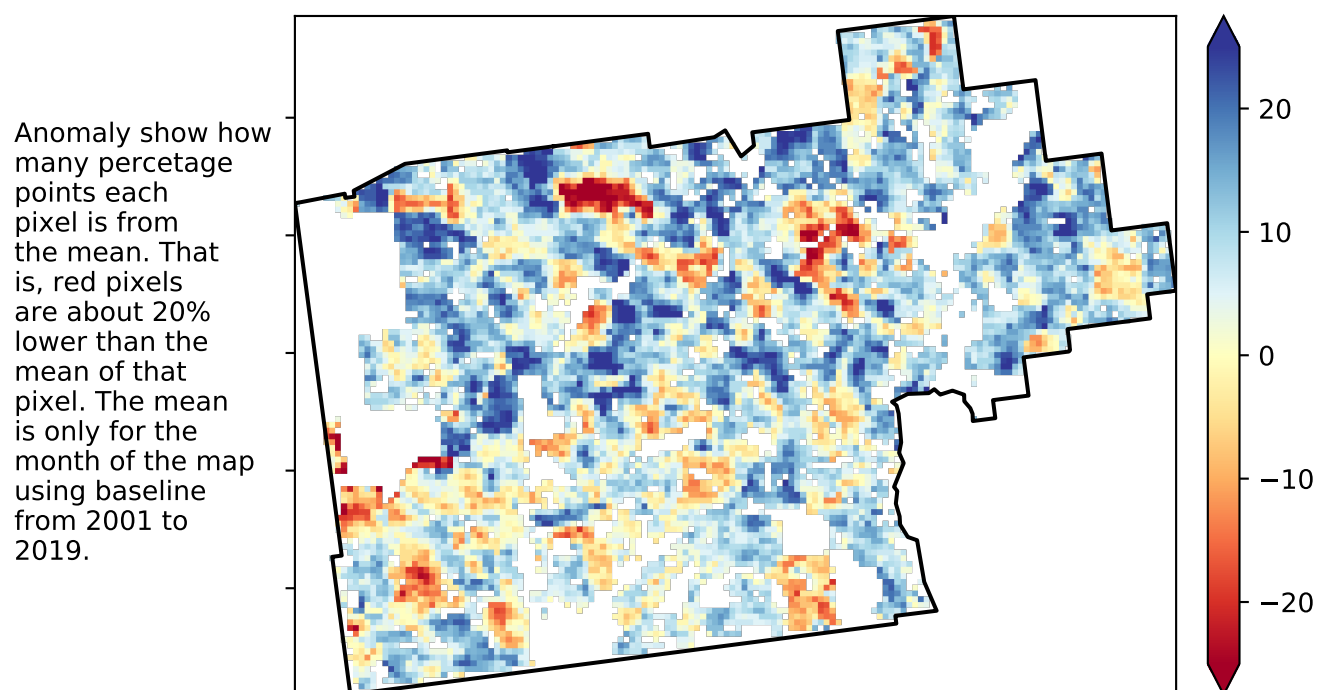 Anomaly show how
many percetage
points each
pixel is from
the mean. That
is, red pixels
are about 20%
lower than the
mean of that
pixel. The mean
is only for the
month of the map
using baseline
from 2001 to
2019.
20
10
0
−10
−20